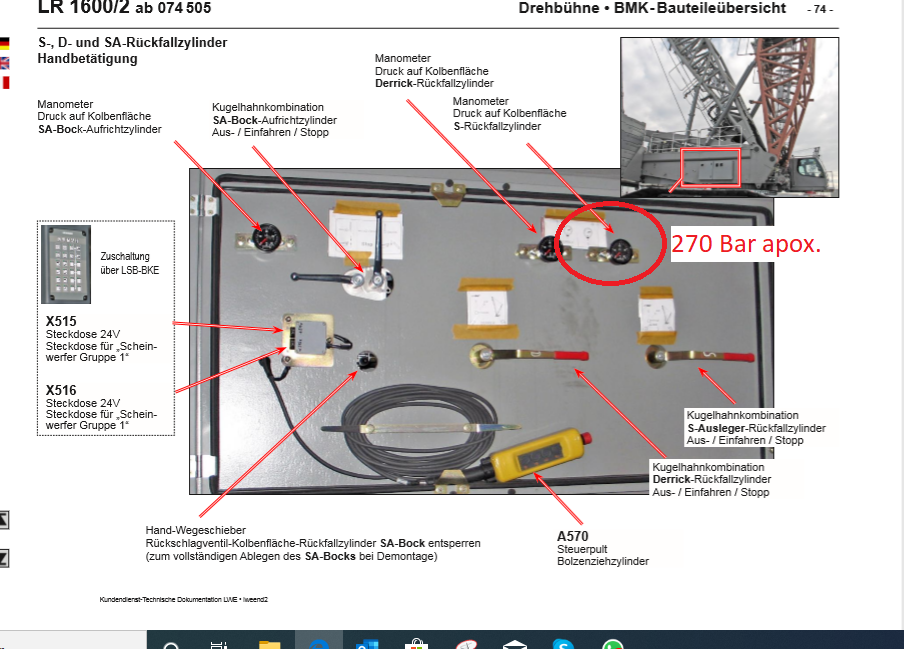 LR 1600/2 ab 074 505
Drehbühne • BMK-Bauteileübersicht - 74 -
S-, D- und SA-Rückfallzylinder
Handbetätigung
Manometer
Druck auf Kolbenfläche
Derrick-Rückfallzylinder
Manometer
Druck auf Kolbenfläche
SA-Bock-Aufrichtzylinder
Kugelhahnkombination
SA-Bock-Aufrichtzylinder
Aus- / Einfahren / Stopp
Manometer
Druck auf Kolbenfläche
S-Rückfallzylinder
270 Bar apox.
Zuschaltung
über LSB-BKE
X515
Steckdose 24V
Steckdose für „Schein-
werfer Gruppe 1“
X516
Steckdose 24V
Steckdose für „Schein-
werfer Gruppe 1“
D
S
Kugelhahnkombination
S-Ausleger-Rückfallzylinder
Aus- / Einfahren / Stopp
Kugelhahnkombination
Derrick-Rückfallzylinder
Aus- / Einfahren / Stopp
Hand-Wegeschieber
Rückschlagventil-Kolbenfläche-Rückfallzylinder SA-Bock entsperren
(zum vollständigen Ablegen des SA-Bocks bei Demontage)
A570
Steuerpult
Bolzenziehzylinder
Kundendienst-Technische Dokumentation LWE • lweend2